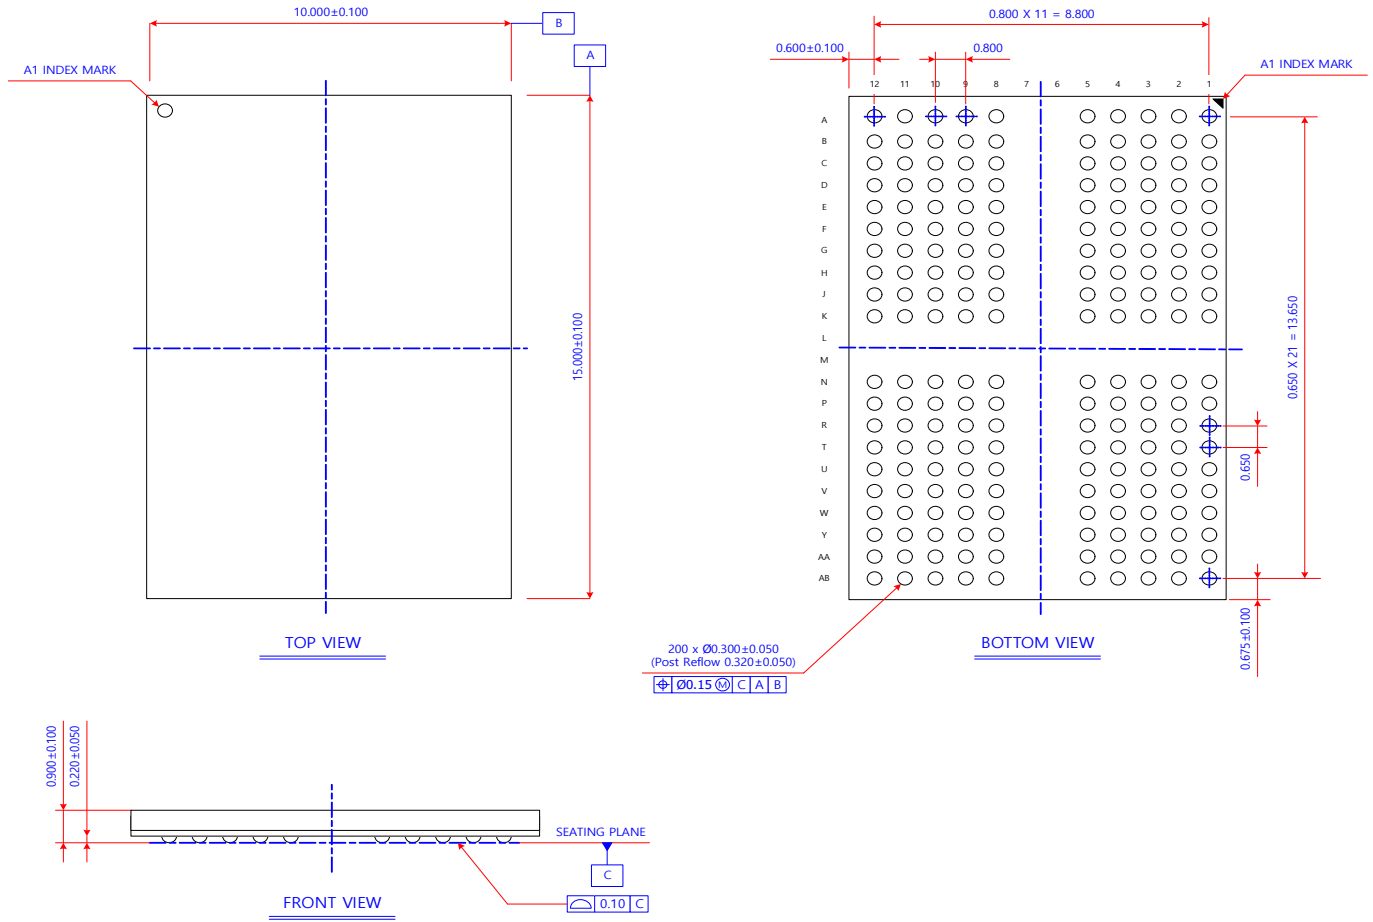 10.000±0.100
B
A
A1 INDEX MARK
15.000±0.100
TOP VIEW
0.800 X 11 = 8.800
0.600±0.100
0.800
A1 INDEX MARK
12 11 10 9 8 7 6 5 4 3 2 1
A
B
C
D
E
F
G
H
J
K
L
M
N
P
R
T
U
V
W
Y
AA
AB
0.650 X 21 = 13.650
0.650
0.675±0.100
BOTTOM VIEW
200 x Ø0.300±0.050
(Post Reflow 0.320±0.050)
⌖ Ø0.15 Ⓜ C A B
0.900±0.100
0.220±0.050
SEATING PLANE
C
⌓ 0.10 C
FRONT VIEW